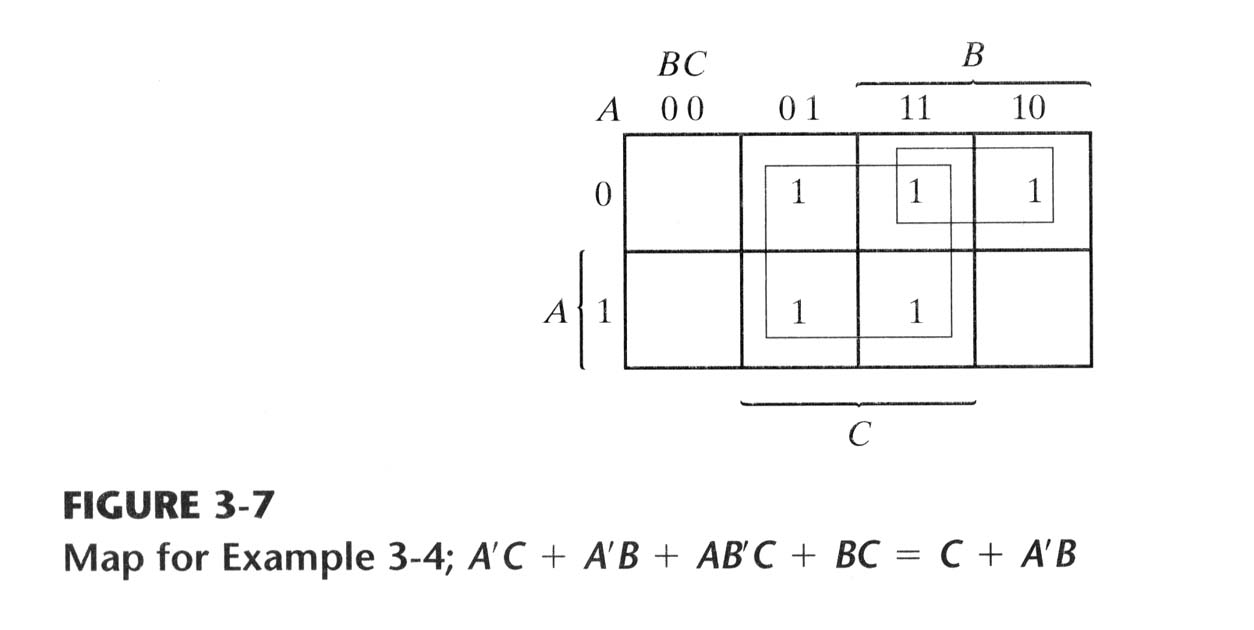 BC
B
A 00 01 11 10
0 1 1 1
A 1 1 1
C
FIGURE 3-7
Map for Example 3-4; A′C + A′B + AB′C + BC = C + A′B